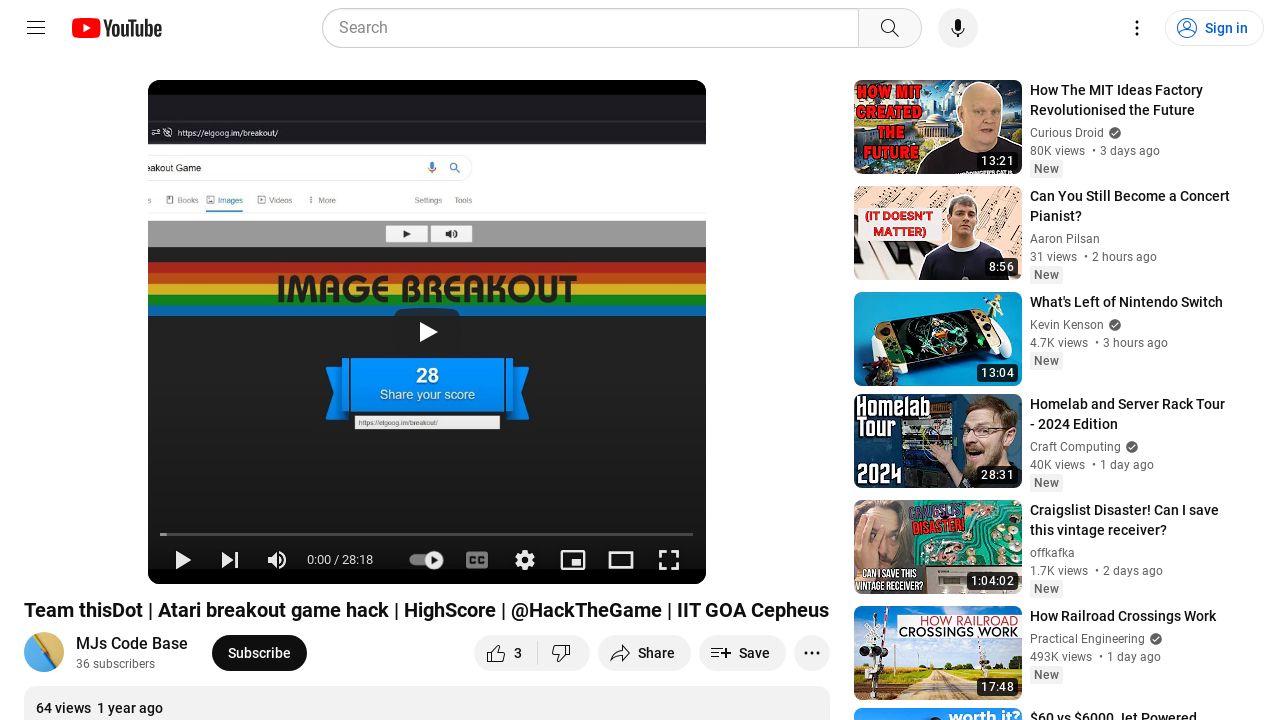 YouTube
Search
Sign in
https://elgoog.im/breakout/
eakout Game
s
Books
Images
Videos
More
Settings
Tools
IMAGE BREAKOUT
28
Share your score
https://elgoog.im/breakout/
0:00 / 28:18
CC
Team thisDot | Atari breakout game hack | HighScore | @HackTheGame | IIT GOA Cepheus
MJs Code Base
36 subscribers
Subscribe
3
Share
Save
64 views 1 year ago
HOW MIT
CREATED
THE
FUTURE
13:21
How The MIT Ideas Factory
Revolutionised the Future
Curious Droid
80K views • 3 days ago
New
(IT DOESN'T
MATTER)
8:56
Can You Still Become a Concert
Pianist?
Aaron Pilsan
31 views • 2 hours ago
New
13:04
What's Left of Nintendo Switch
Kevin Kenson
4.7K views • 3 hours ago
New
Homelab
Tour
2024
28:31
Homelab and Server Rack Tour
- 2024 Edition
Craft Computing
40K views • 1 day ago
New
CRAIGSLIST
DISASTER!
CAN I SAVE
THIS VINTAGE
RECEIVER?
1:04:02
Craigslist Disaster! Can I save
this vintage receiver?
offkafka
1.7K views • 2 days ago
New
HOW RAILROAD
CROSSINGS WORK
17:48
How Railroad Crossings Work
Practical Engineering
493K views • 1 day ago
New
worth it?
$60 vs $6000 Jet Powered